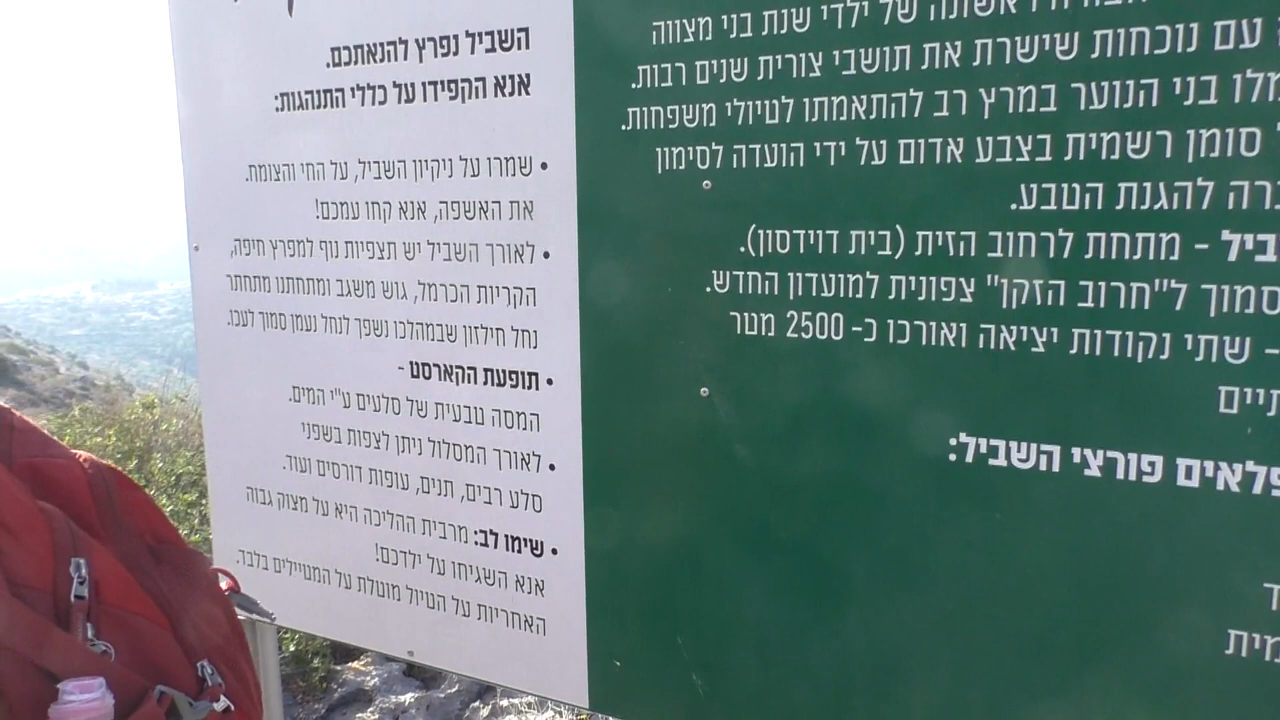 ראשונה של ילדי שנת בני מצווה
עם נוכחות שישרת את תושבי צורית שנים רבות.
בני הנוער במרץ רב להתאמתו לטיולי משפחות.
סומן רשמית בצבע אדום על ידי הועדה לסימון
להגנת הטבע.
– מתחת לרחוב הזית (בית דוידסון).
סמוך ל"חרוב הזקן" צפונית למועדון החדש.
- שתי נקודות יציאה ואורכו כ- 2500 מטר
פורצי השביל:
השביל נפרץ להנאתכם.
אנא הקפידו על כללי התנהגות:
• שמרו על ניקיון השביל, על החי והצומח.
את האשפה, אנא קחו עמכם!
• לאורך השביל יש תצפיות נוף למפרץ חיפה,
הקריות הכרמל, גוש משגב ומתחתנו מתחתר
נחל חילזון שבמהלכו נשפך לנחל נעמן סמוך לעכו.
• תופעת הקארסט -
המסה טבעית של סלעים ע"י המים.
• לאורך המסלול ניתן לצפות בשפני
סלע רבים, תנים, עופות דורסים ועוד.
• שימו לב: מרבית ההליכה היא על מצוק גבוה
אנא השגיחו על ילדכם!
האחריות על הטיול מוטלת על המטיילים בלבד.